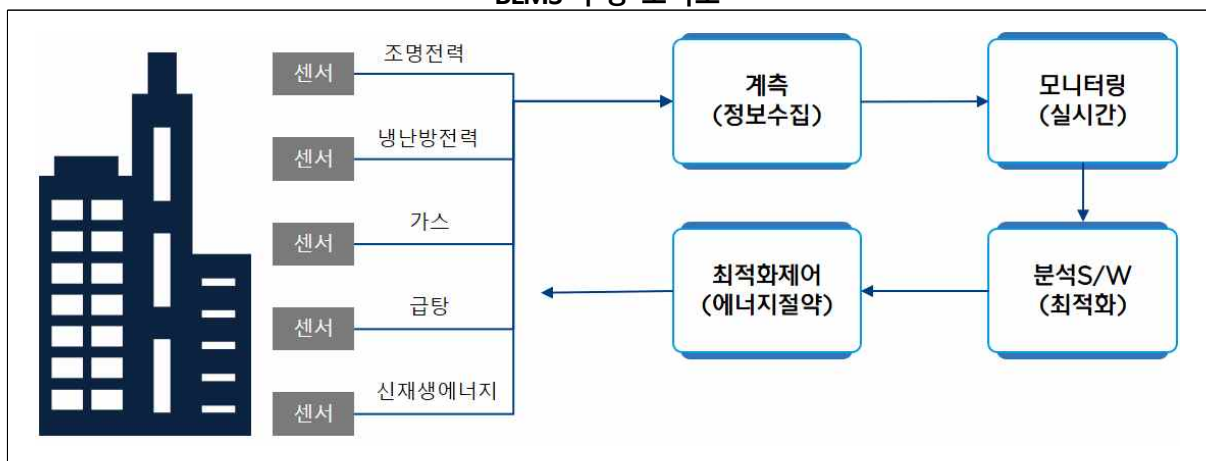 센서
조명전력
센서
냉난방전력
센서
가스
센서
급탕
센서
신재생에너지
계측
(정보수집)
모니터링
(실시간)
최적화제어
(에너지절약)
분석S/W
(최적화)